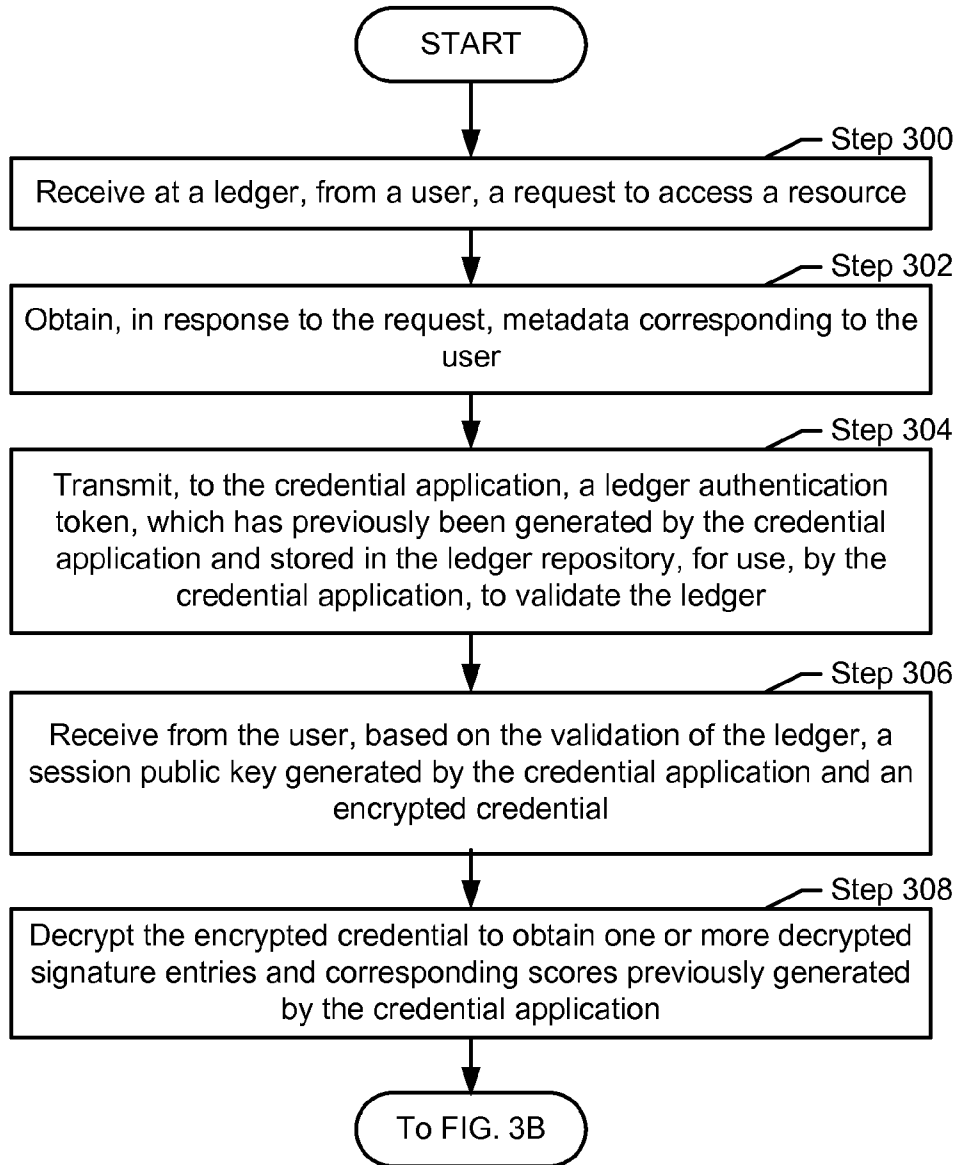 START
Step 300
Receive at a ledger, from a user, a request to access a resource
Step 302
Obtain, in response to the request, metadata corresponding to the
user
Step 304
Transmit, to the credential application, a ledger authentication
token, which has previously been generated by the credential
application and stored in the ledger repository, for use, by the
credential application, to validate the ledger
Step 306
Receive from the user, based on the validation of the ledger, a
session public key generated by the credential application and an
encrypted credential
Step 308
Decrypt the encrypted credential to obtain one or more decrypted
signature entries and corresponding scores previously generated
by the credential application
To FIG. 3B